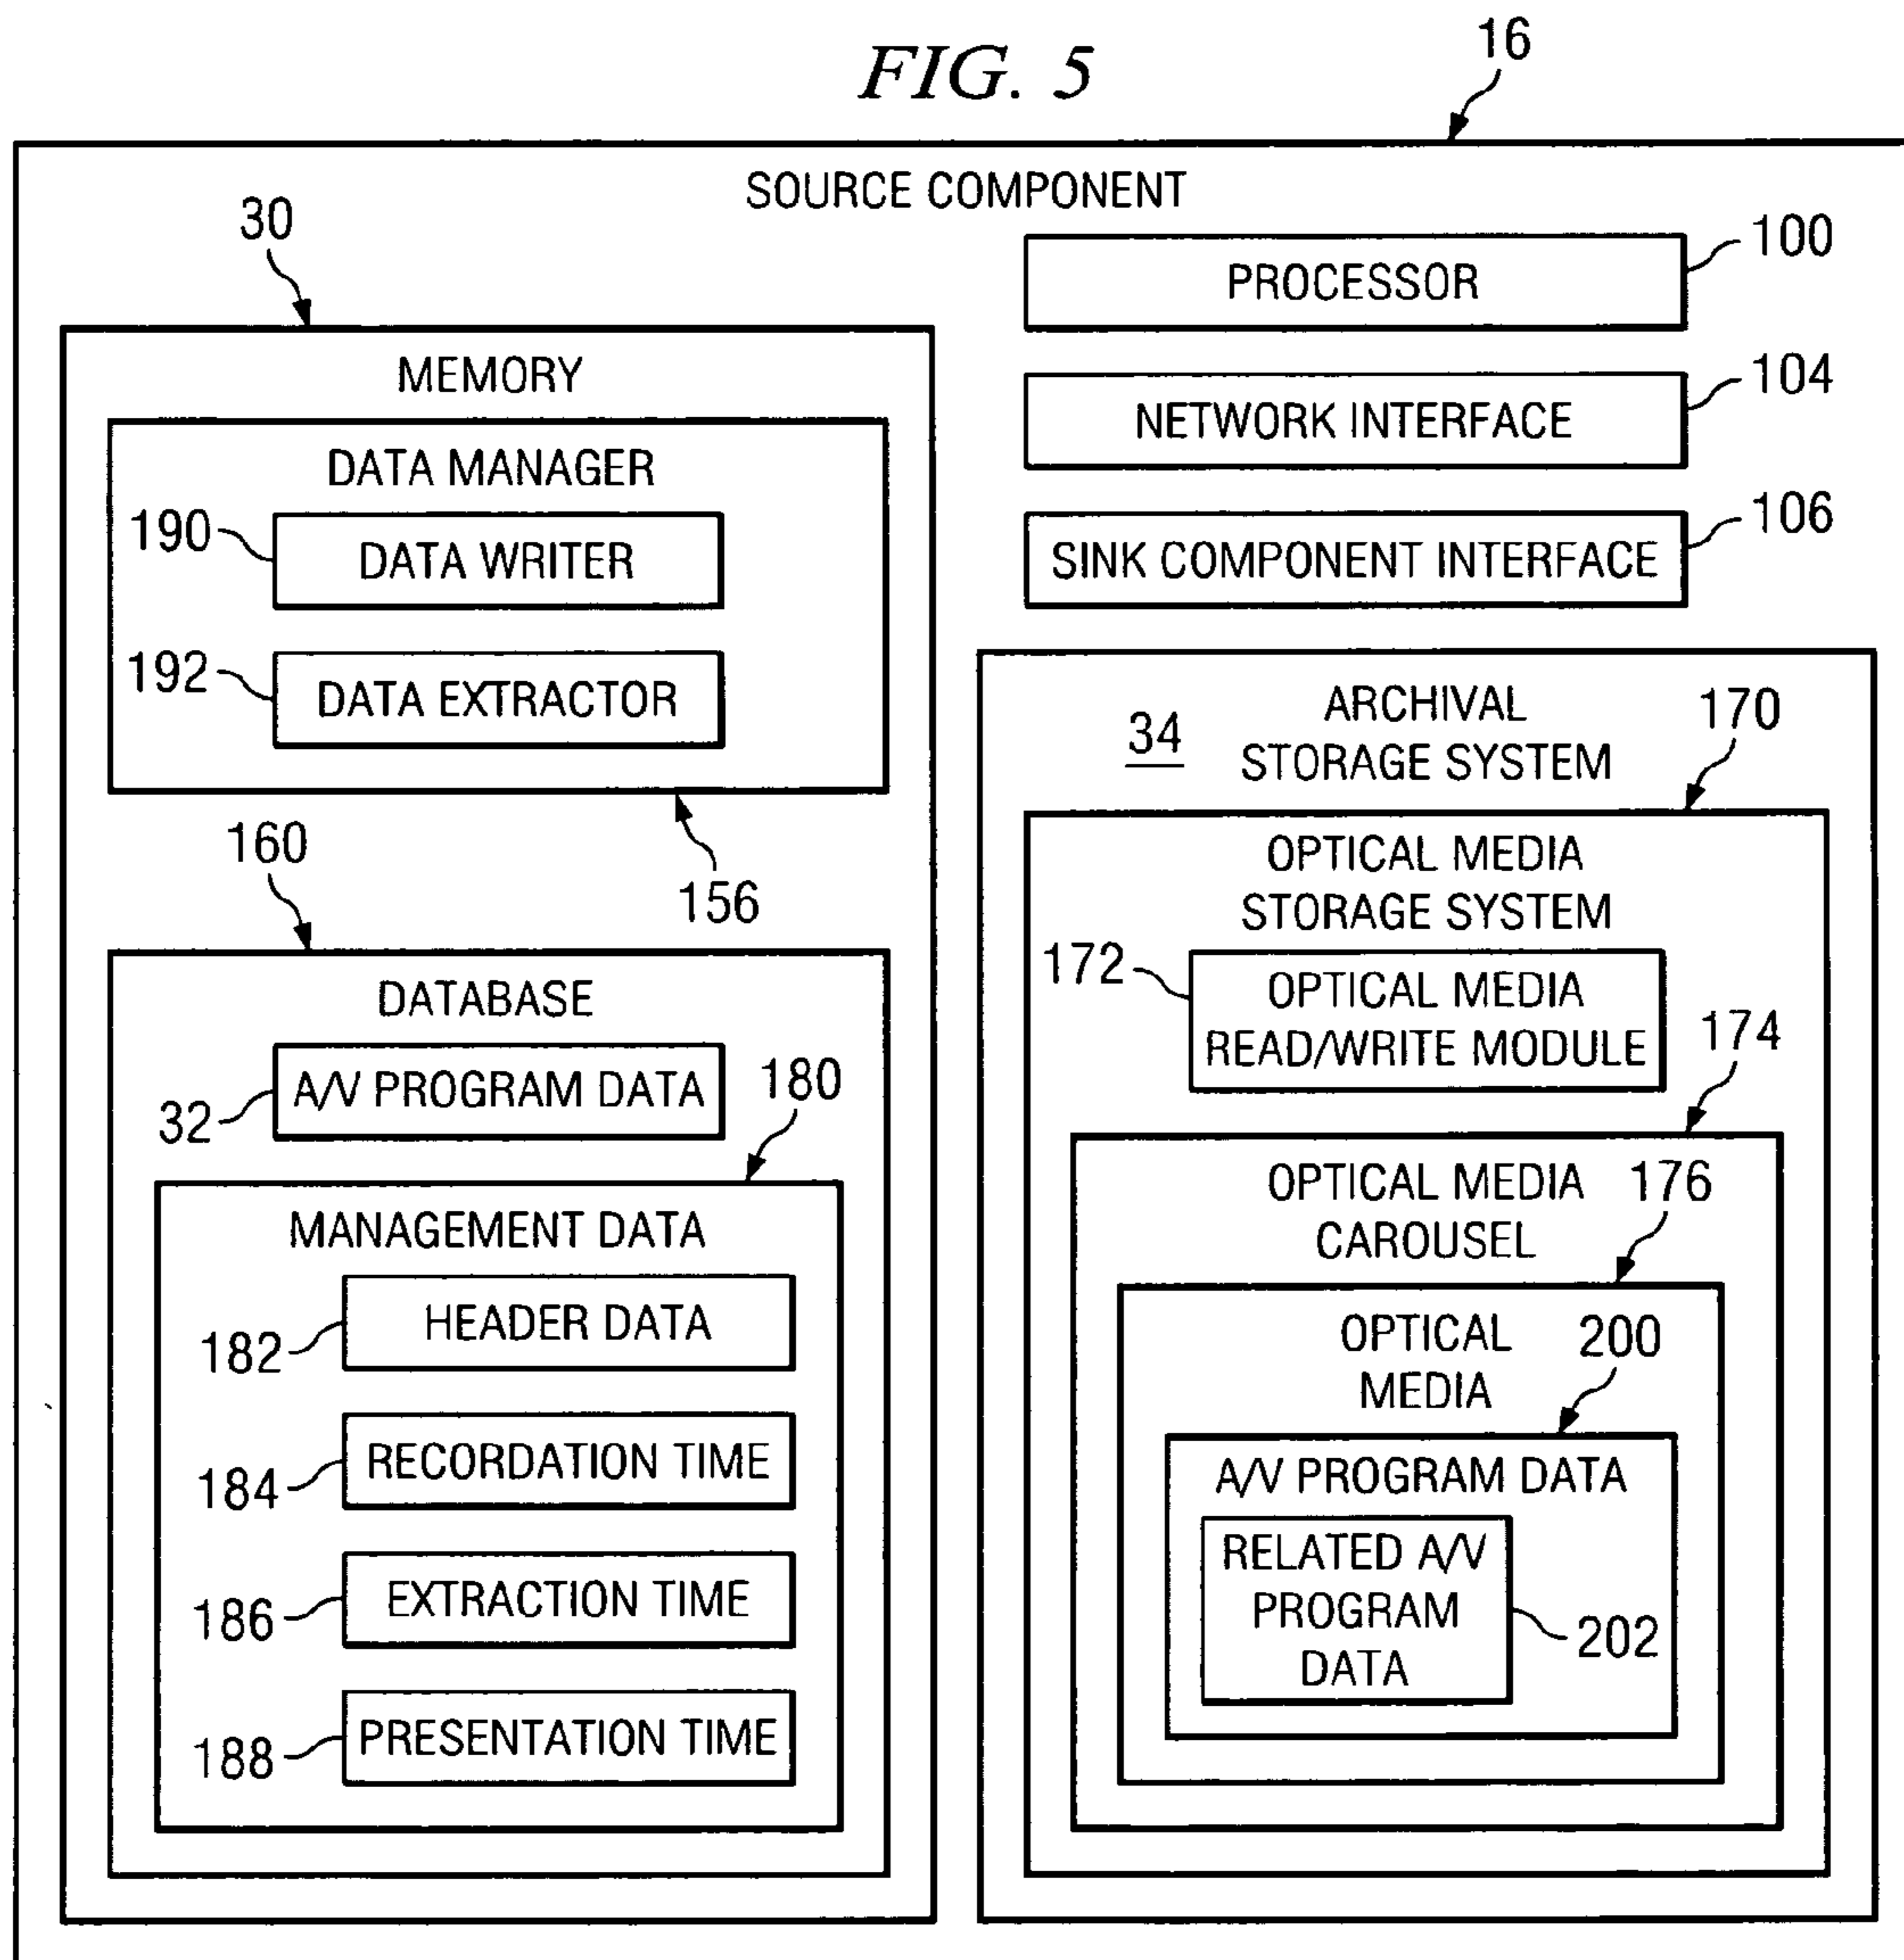 FIG. 5
16
SOURCE COMPONENT
30
MEMORY
DATA MANAGER
190
DATA WRITER
192
DATA EXTRACTOR
156
160
DATABASE
A/V PROGRAM DATA
32
180
MANAGEMENT DATA
HEADER DATA
182
RECORDATION TIME
184
EXTRACTION TIME
186
PRESENTATION TIME
188
PROCESSOR
100
NETWORK INTERFACE
104
SINK COMPONENT INTERFACE
106
34
ARCHIVAL
STORAGE SYSTEM
170
OPTICAL MEDIA
STORAGE SYSTEM
172
OPTICAL MEDIA
READ/WRITE MODULE
174
OPTICAL MEDIA
CAROUSEL
176
OPTICAL
MEDIA
200
A/V PROGRAM DATA
RELATED A/V
PROGRAM
DATA
202